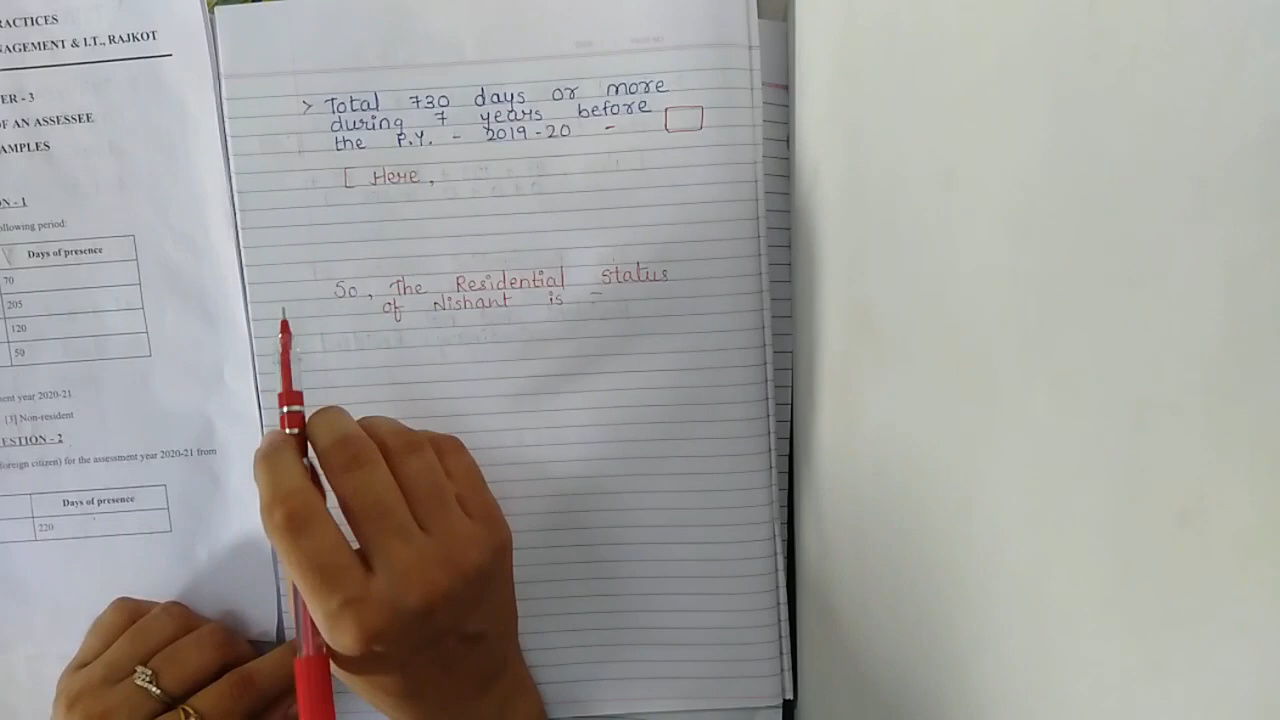 RACTICES
NAGEMENT & I.T., RAJKOT
ER - 3
OF AN ASSESSEE
AMPLES
N - 1
ollowing period:
Days of presence
70
205
120
50
ent year 2020-21
[3] Non-resident
ESTION - 2
foreign citizen) for the assessment year 2020-21 from
Days of presence
220
> Total 730 days or more
during 7 years before
the P.Y. - 2019-20 -
[ Here,
So, The Residential Status
of Nishant is =